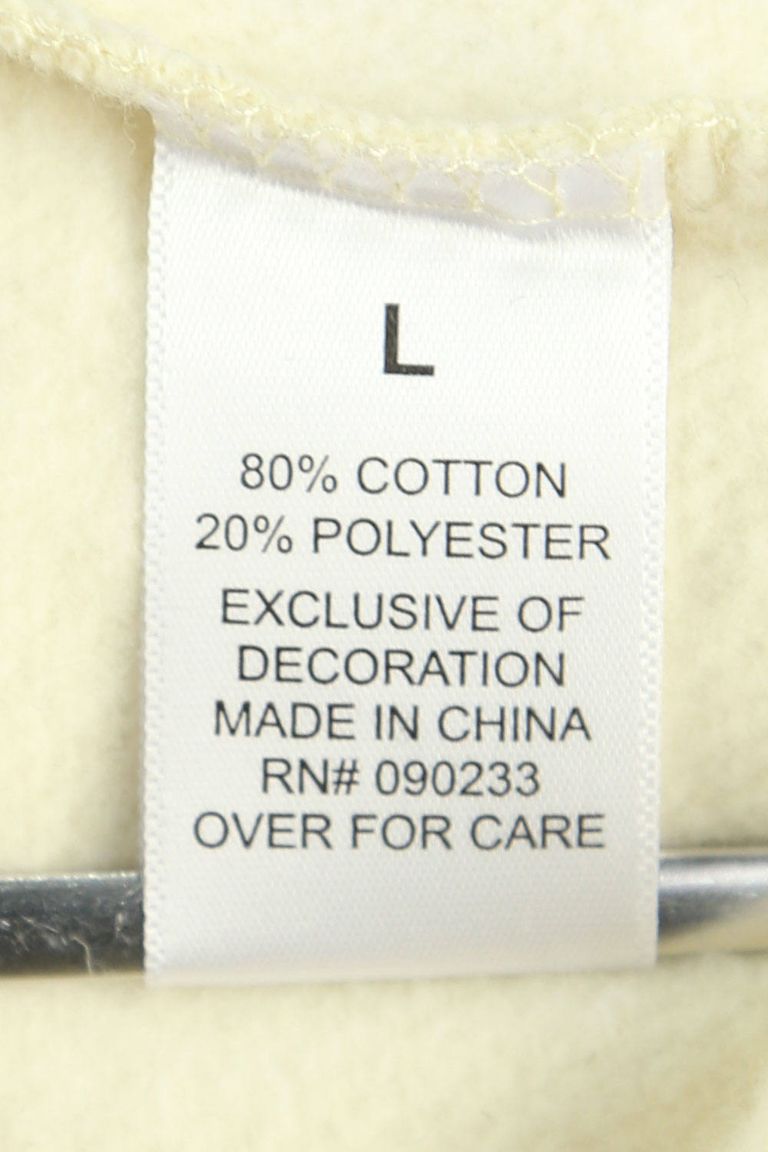 L
80% COTTON
20% POLYESTER
EXCLUSIVE OF
DECORATION
MADE IN CHINA
RN# 090233
OVER FOR CARE